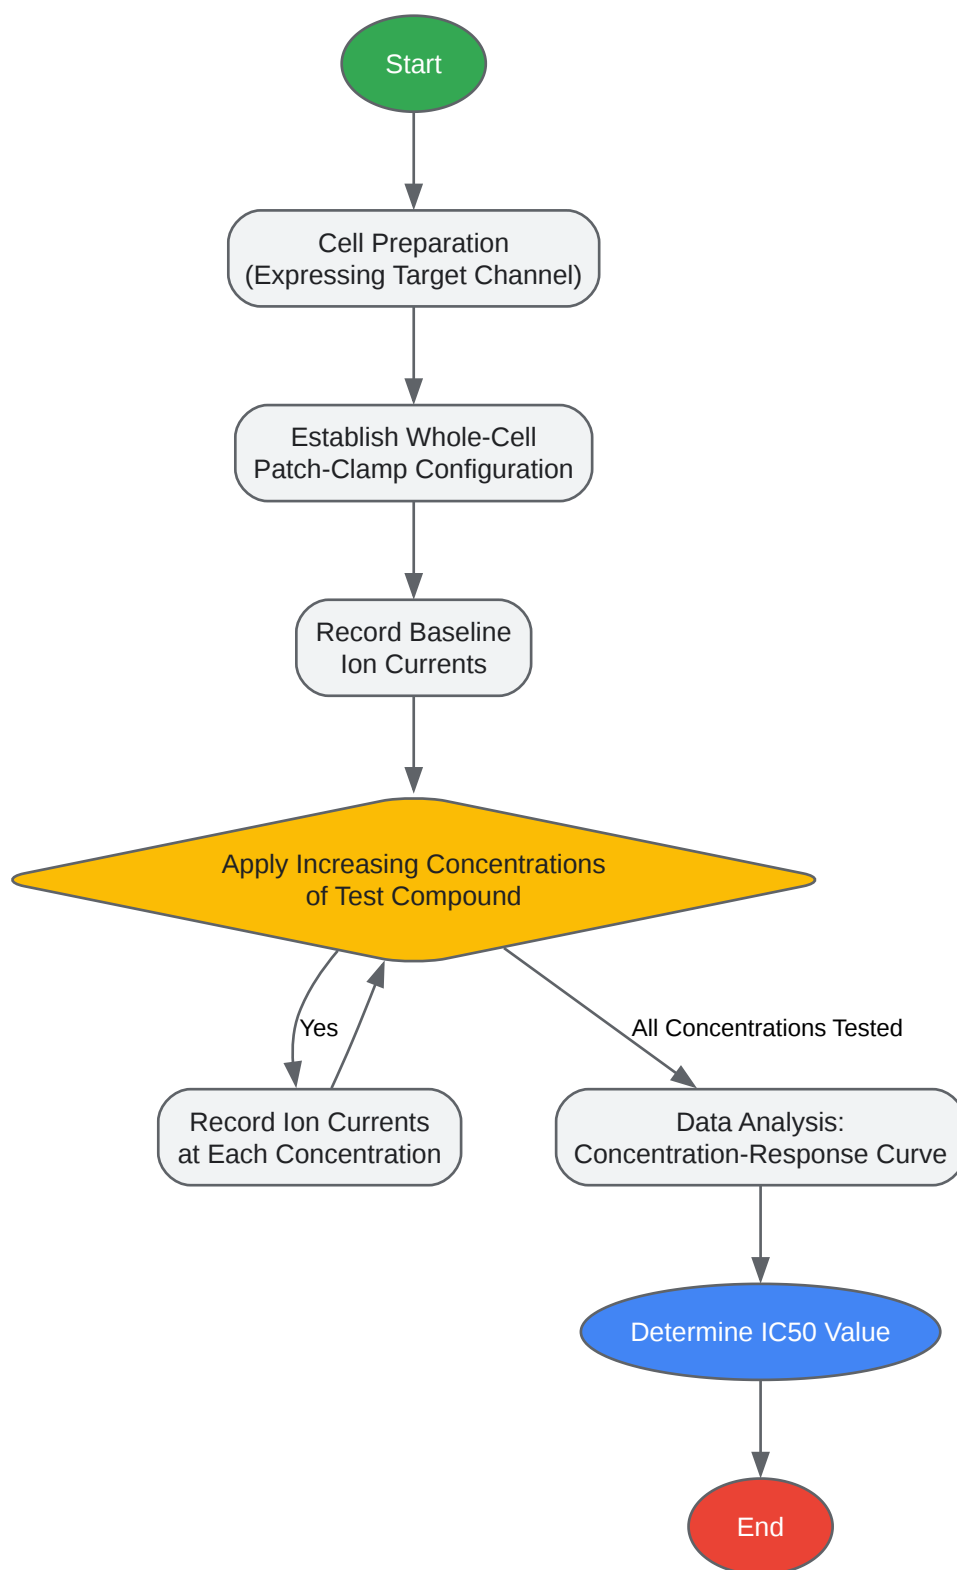 Start
Cell Preparation
(Expressing Target Channel)
Establish Whole-Cell
Patch-Clamp Configuration
Record Baseline
Ion Currents
Apply Increasing Concentrations
of Test Compound
Yes
All Concentrations Tested
Record Ion Currents
at Each Concentration
Data Analysis:
Concentration-Response Curve
Determine IC50 Value
End